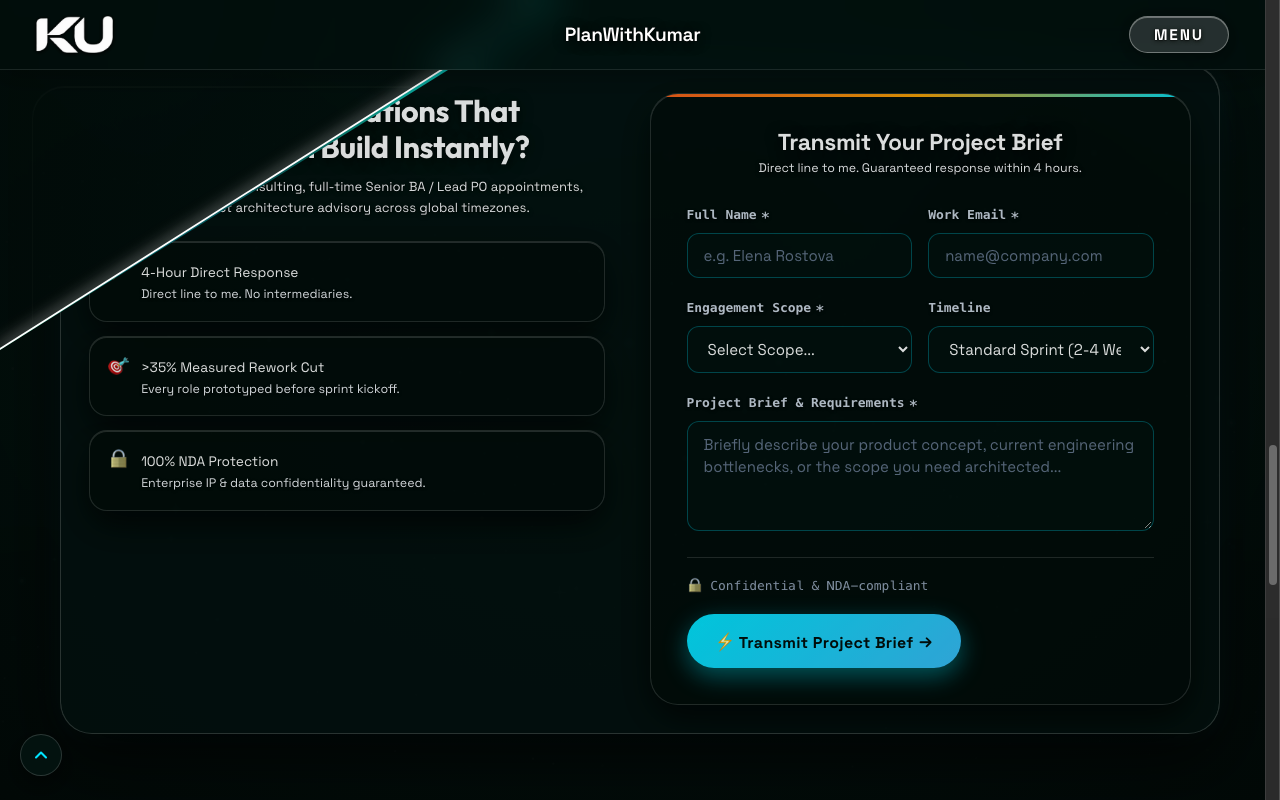 KU
PlanWithKumar
MENU
That
Build Instantly?
full-time Senior BA / Lead PO appointments,
architecture advisory across global timezones.
4-Hour Direct Response
Direct line to me. No intermediaries.
>35% Measured Rework Cut
Every role prototyped before sprint kickoff.
100% NDA Protection
Enterprise IP & data confidentiality guaranteed.
Transmit Your Project Brief
Direct line to me. Guaranteed response within 4 hours.
Full Name *
Work Email *
e.g. Elena Rostova
name@company.com
Engagement Scope *
Timeline
Select Scope...
Standard Sprint (2-4 We
Project Brief & Requirements *
Briefly describe your product concept, current engineering
bottlenecks, or the scope you need architected...
Confidential & NDA-compliant
Transmit Project Brief →